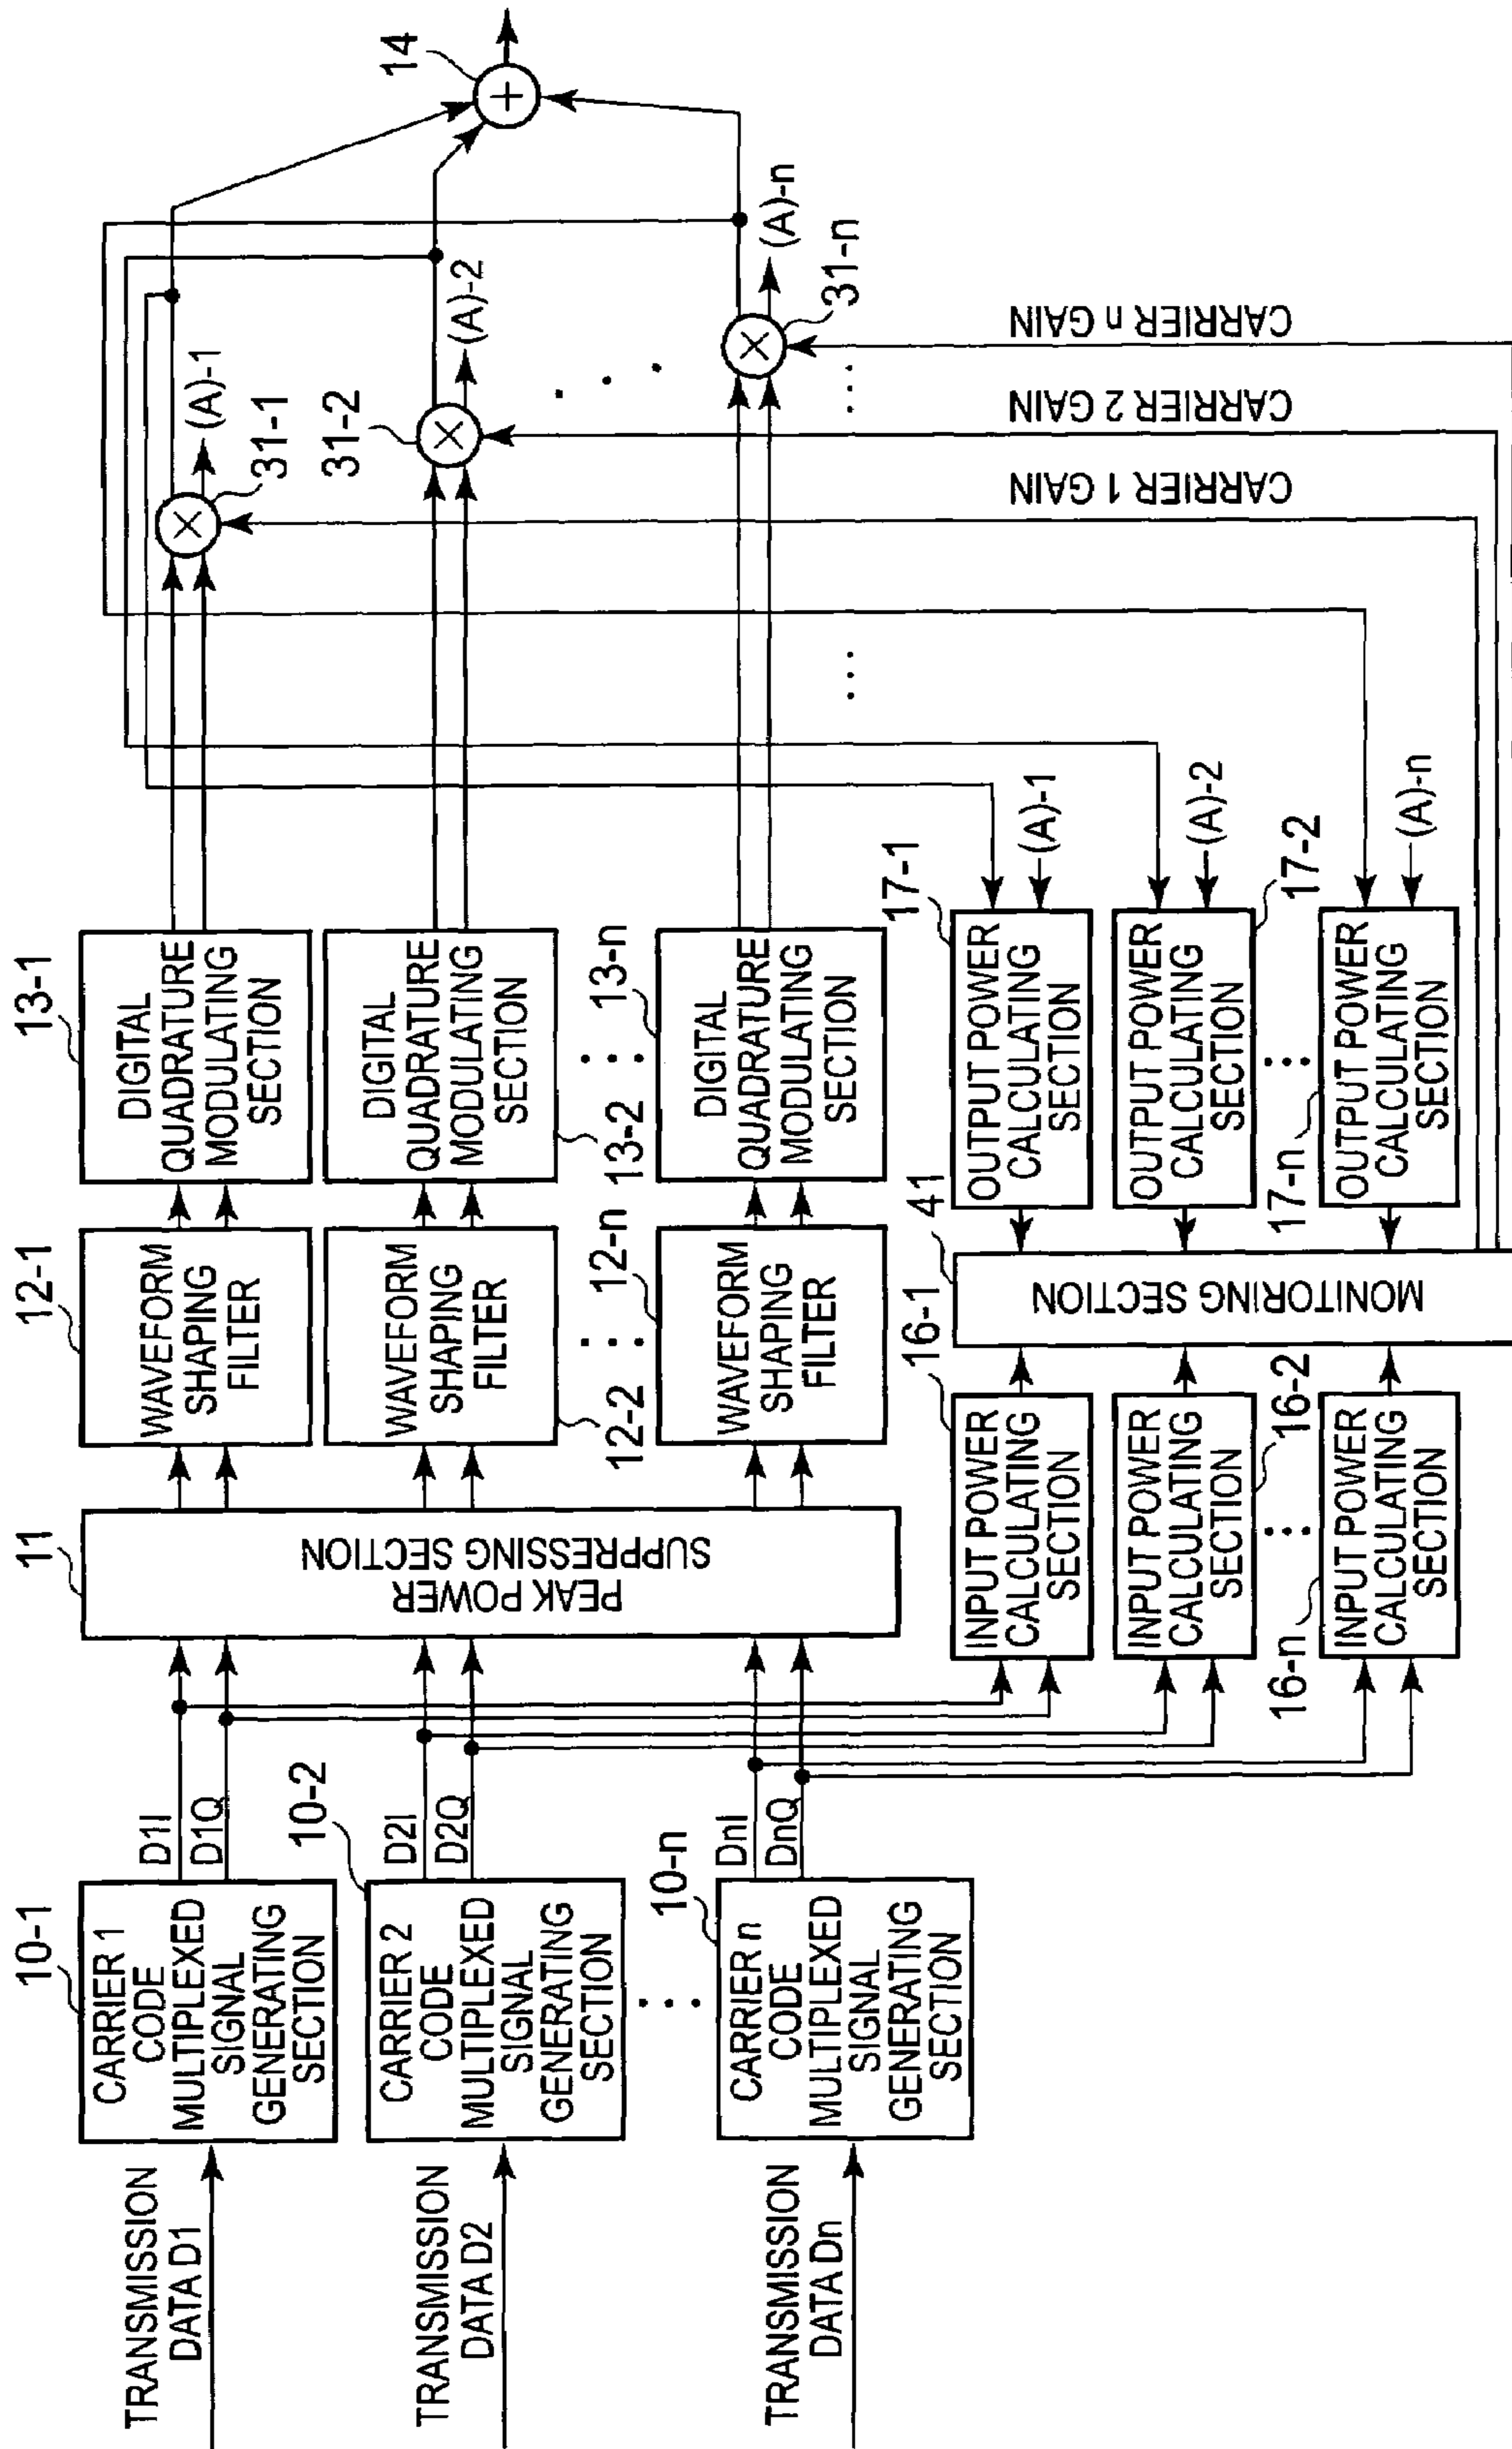 TRANSMISSION
DATA D1
TRANSMISSION
DATA D2
TRANSMISSION
DATA Dn
10-1
CARRIER 1
CODE
MULTIPLEXED
SIGNAL
GENERATING
SECTION
10-2
CARRIER 2
CODE
MULTIPLEXED
SIGNAL
GENERATING
SECTION
10-n
CARRIER n
CODE
MULTIPLEXED
SIGNAL
GENERATING
SECTION
D1I
D1Q
D2I
D2Q
DnI
DnQ
11
PEAK POWER
SUPPRESSING SECTION
12-1
WAVEFORM
SHAPING
FILTER
12-2
WAVEFORM
SHAPING
FILTER
12-n
WAVEFORM
SHAPING
FILTER
13-1
DIGITAL
QUADRATURE
MODULATING
SECTION
13-2
DIGITAL
QUADRATURE
MODULATING
SECTION
13-n
DIGITAL
QUADRATURE
MODULATING
SECTION
16-1
INPUT POWER
CALCULATING
SECTION
16-2
INPUT POWER
CALCULATING
SECTION
16-n
INPUT POWER
CALCULATING
SECTION
41
MONITORING SECTION
17-1
OUTPUT POWER
CALCULATING
SECTION
17-2
OUTPUT POWER
CALCULATING
SECTION
17-n
OUTPUT POWER
CALCULATING
SECTION
(A)-1
(A)-2
(A)-n
31-1
(A)-1
31-2
(A)-2
31-n
(A)-n
CARRIER 1 GAIN
CARRIER 2 GAIN
CARRIER n GAIN
14